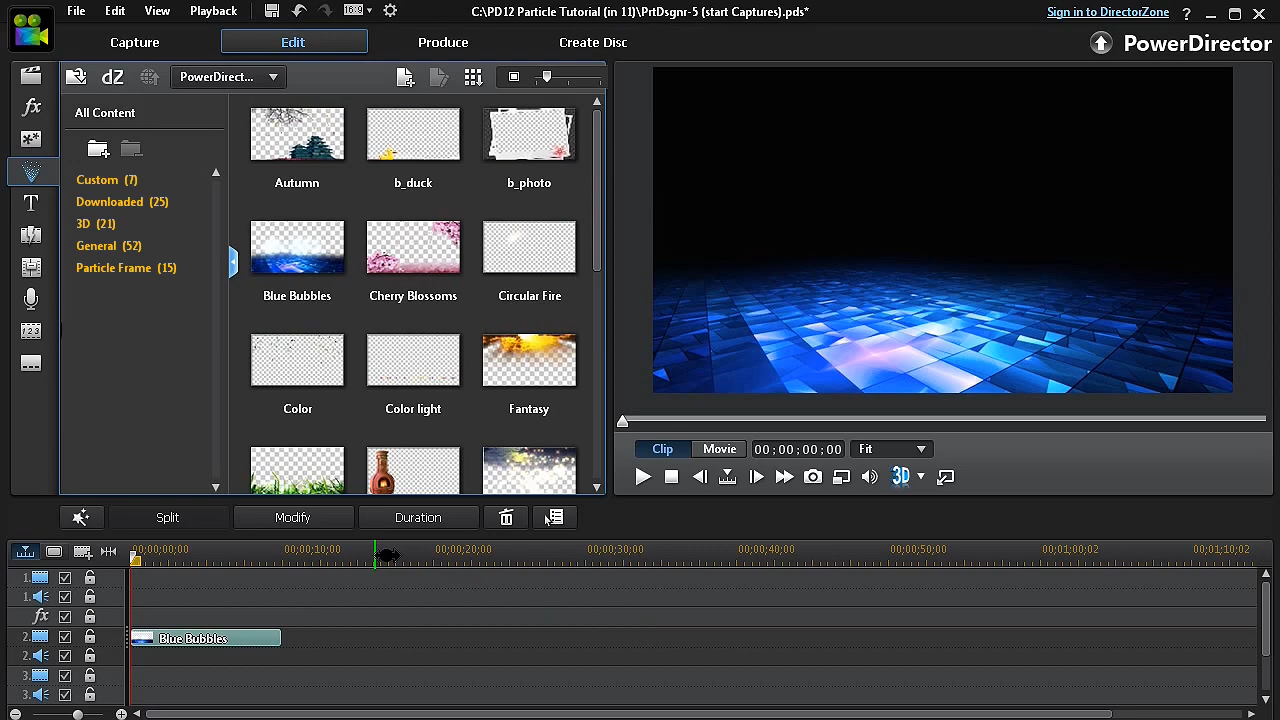 File Edit View Playback 16:9 C:\PD12 Particle Tutorial (in 11)\PrtDsgnr-5 (start Captures).pds* Sign in to DirectorZone ?
Capture Edit Produce Create Disc PowerDirector
dZ PowerDirect...
All Content
Custom (7)
Downloaded (25)
3D (21)
General (52)
Particle Frame (15)
Autumn b_duck b_photo
Blue Bubbles Cherry Blossoms Circular Fire
Color Color light Fantasy
fx
T
Clip Movie 00;00;00;00 Fit
3D
Split Modify Duration
00;00;00;00 00;00;10;00 00;00;20;00 00;00;30;00 00;00;40;00 00;00;50;00 00;01;00;02 00;01;10;02
1.
1.
fx
2. Blue Bubbles
2.
3.
3.